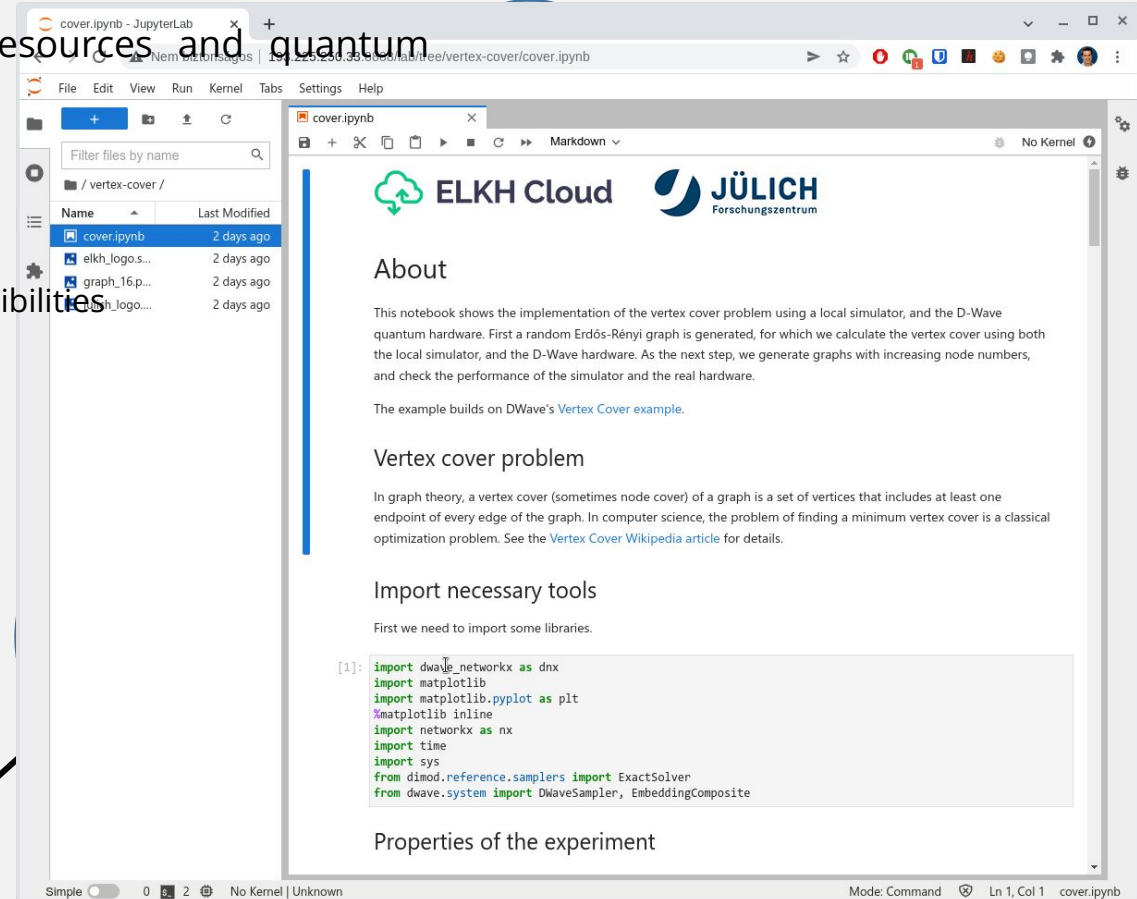 cover.ipynb - JupyterLab
esources and quantum
Nem biztonságos | 193.225.250.33:8888/lab/tree/vertex-cover/cover.ipynb
File Edit View Run Kernel Tabs Settings Help
cover.ipynb
Filter files by name
Markdown
No Kernel
/ vertex-cover /
Name Last Modified
cover.ipynb 2 days ago
elkh_logo.s... 2 days ago
graph_16.p... 2 days ago
julich_logo.... 2 days ago
ibilities
ELKH Cloud
JÜLICH
Forschungszentrum
About
This notebook shows the implementation of the vertex cover problem using a local simulator, and the D-Wave
quantum hardware. First a random Erdős-Rényi graph is generated, for which we calculate the vertex cover using both
the local simulator, and the D-Wave hardware. As the next step, we generate graphs with increasing node numbers,
and check the performance of the simulator and the real hardware.
The example builds on DWave's Vertex Cover example.
Vertex cover problem
In graph theory, a vertex cover (sometimes node cover) of a graph is a set of vertices that includes at least one
endpoint of every edge of the graph. In computer science, the problem of finding a minimum vertex cover is a classical
optimization problem. See the Vertex Cover Wikipedia article for details.
Import necessary tools
First we need to import some libraries.
[1]: import dwave_networkx as dnx
import matplotlib
import matplotlib.pyplot as plt
%matplotlib inline
import networkx as nx
import time
import sys
from dimod.reference.samplers import ExactSolver
from dwave.system import DWaveSampler, EmbeddingComposite
Properties of the experiment
Simple 0 2 No Kernel | Unknown Mode: Command Ln 1, Col 1 cover.ipynb